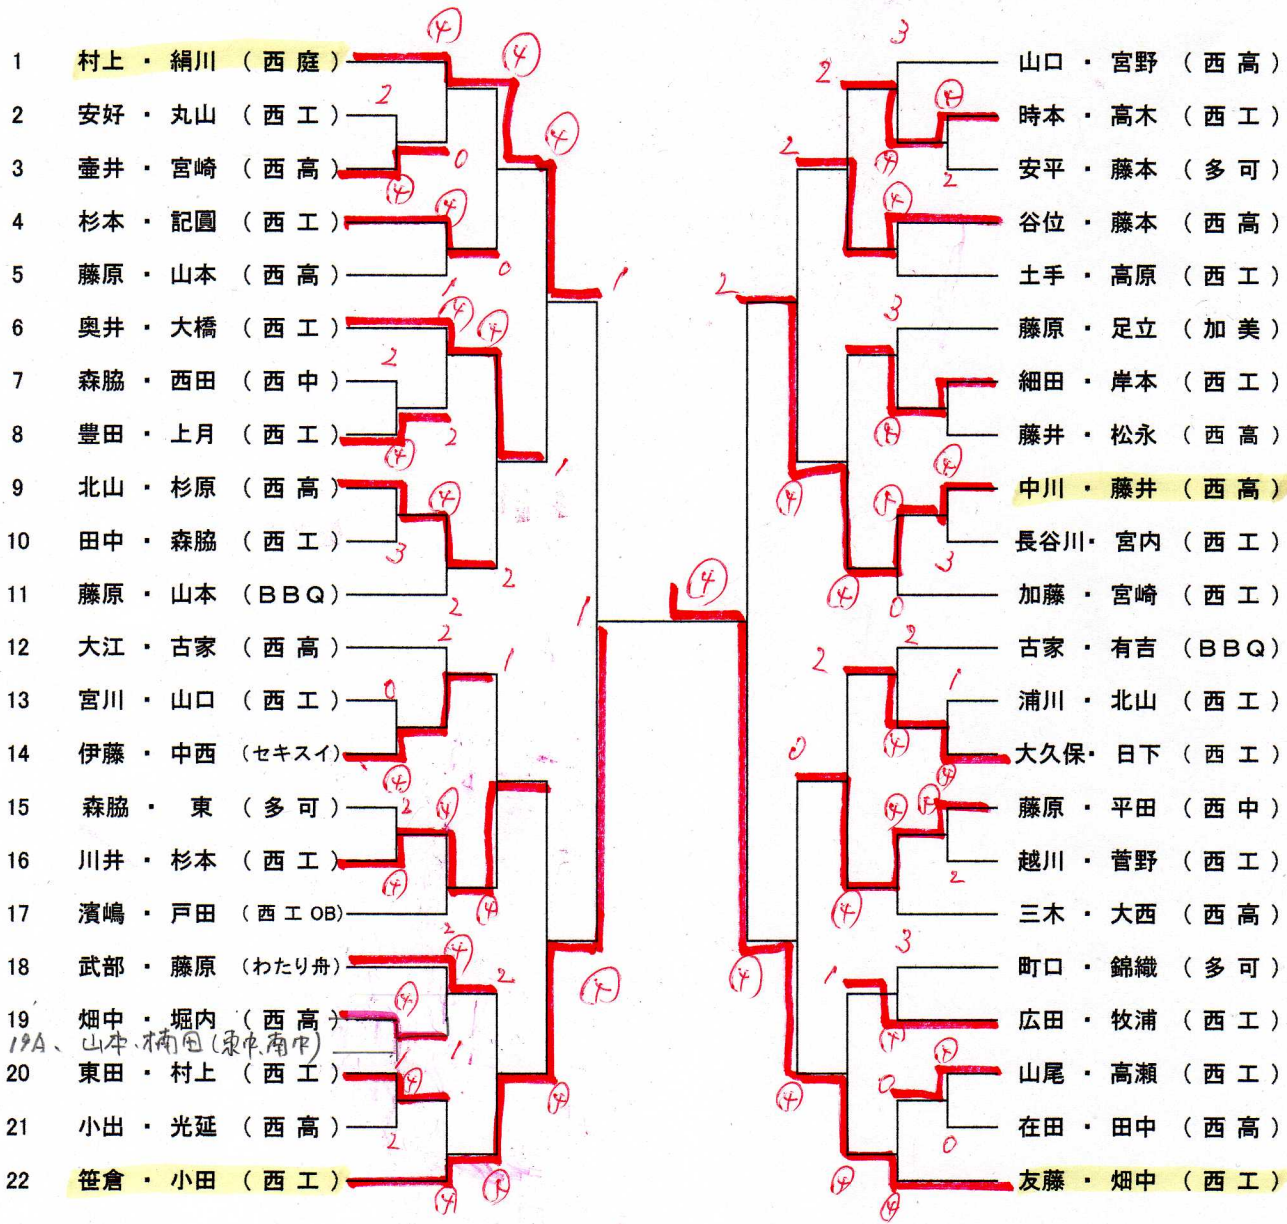 1 村上・絹川 (西庭)
2 安好・丸山 (西工)
3 壷井・宮崎 (西高)
4 杉本・記圓 (西工)
5 藤原・山本 (西高)
6 奥井・大橋 (西工)
7 森脇・西田 (西中)
8 豊田・上月 (西工)
9 北山・杉原 (西高)
10 田中・森脇 (西工)
11 藤原・山本 (BBQ)
12 大江・古家 (西高)
13 宮川・山口 (西工)
14 伊藤・中西 (セキスイ)
15 森脇・東 (多可)
16 川井・杉本 (西工)
17 濱嶋・戸田 (西工OB)
18 武部・藤原 (わたり舟)
19 畑中・堀内 (西高)
19A、山本・楠田(東中、南中)
20 東田・村上 (西工)
21 小出・光延 (西高)
22 笹倉・小田 (西工)
山口・宮野 (西高)
時本・高木 (西工)
安平・藤本 (多可)
谷位・藤本 (西高)
土手・高原 (西工)
藤原・足立 (加美)
細田・岸本 (西工)
藤井・松永 (西高)
中川・藤井 (西高)
長谷川・宮内 (西工)
加藤・宮崎 (西工)
古家・有吉 (BBQ)
浦川・北山 (西工)
大久保・日下 (西工)
藤原・平田 (西中)
越川・菅野 (西工)
三木・大西 (西高)
町口・錦織 (多可)
広田・牧浦 (西工)
山尾・高瀬 (西工)
在田・田中 (西高)
友藤・畑中 (西工)